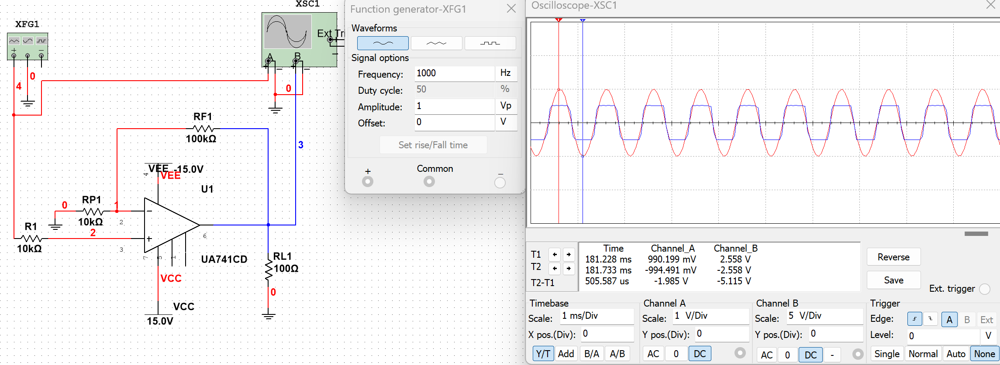 XSC1
XFG1
Ext Tri
A
B
+
−
+
−
+
−
0
4
0
RF1
100kΩ
3
VEE
-15.0V
4
VEE
U1
0
RP1
1
10kΩ
2
R1
2
10kΩ
3
−
+
6
7
5
1
UA741CD
RL1
100Ω
VCC
0
VCC
15.0V
Function generator-XFG1
Waveforms
Signal options
Frequency: 1000 Hz
Duty cycle: 50 %
Amplitude: 1 Vp
Offset: 0 V
Set rise/Fall time
+ Common −
Oscilloscope-XSC1
Time Channel_A Channel_B
T1 181.228 ms 990.199 mV 2.558 V
T2 181.733 ms -994.491 mV -2.558 V
T2-T1 505.587 us -1.985 V -5.115 V
Reverse
Save
Ext. trigger
Timebase
Scale: 1 ms/Div
X pos.(Div): 0
Y/T Add B/A A/B
Channel A
Scale: 1 V/Div
Y pos.(Div): 0
AC 0 DC
Channel B
Scale: 5 V/Div
Y pos.(Div): 0
AC 0 DC -
Trigger
Edge: A B Ext
Level: 0 V
Single Normal Auto None